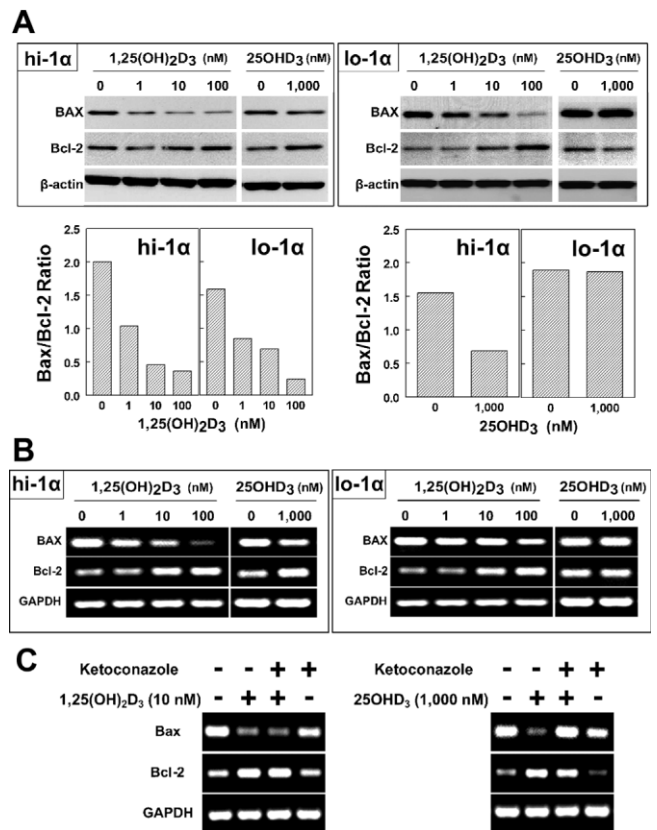 A
hi-1α 1,25(OH)2D3 (nM) 25OHD3 (nM) lo-1α 1,25(OH)2D3 (nM) 25OHD3 (nM)
0 1 10 100 0 1,000 0 1 10 100 0 1,000
BAX BAX
Bcl-2 Bcl-2
β-actin β-actin
hi-1α lo-1α hi-1α lo-1α
Bax/Bcl-2 Ratio Bax/Bcl-2 Ratio
2.0 2.0
1.5 1.5
1.0 1.0
0.5 0.5
0.0 0.0
0 1 10 100 0 1 10 100 0 1,000 0 1,000
1,25(OH)2D3 (nM) 25OHD3 (nM)
B
hi-1α 1,25(OH)2D3 (nM) 25OHD3 (nM) lo-1α 1,25(OH)2D3 (nM) 25OHD3 (nM)
0 1 10 100 0 1,000 0 1 10 100 0 1,000
BAX BAX
Bcl-2 Bcl-2
GAPDH GAPDH
C
Ketoconazole - - + + Ketoconazole - - + +
1,25(OH)2D3 (10 nM) - + + - 25OHD3 (1,000 nM) - + + -
Bax Bax
Bcl-2 Bcl-2
GAPDH GAPDH